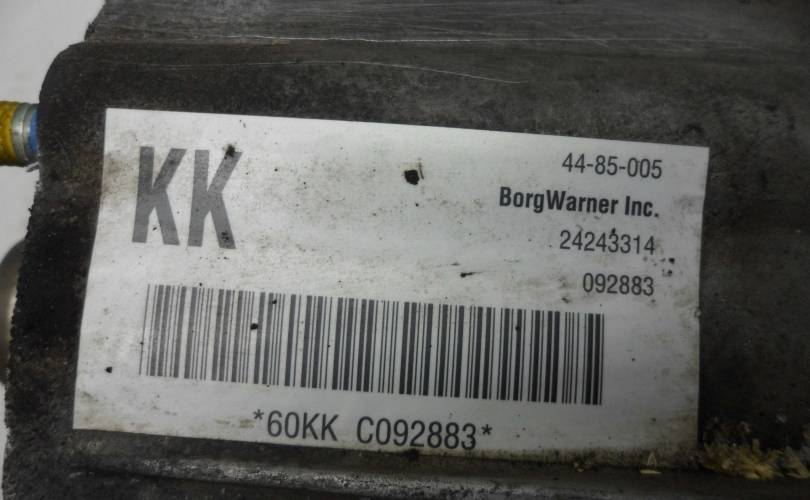 KK
44-85-005
BorgWarner Inc.
24243314
092883
*60KK C092883*